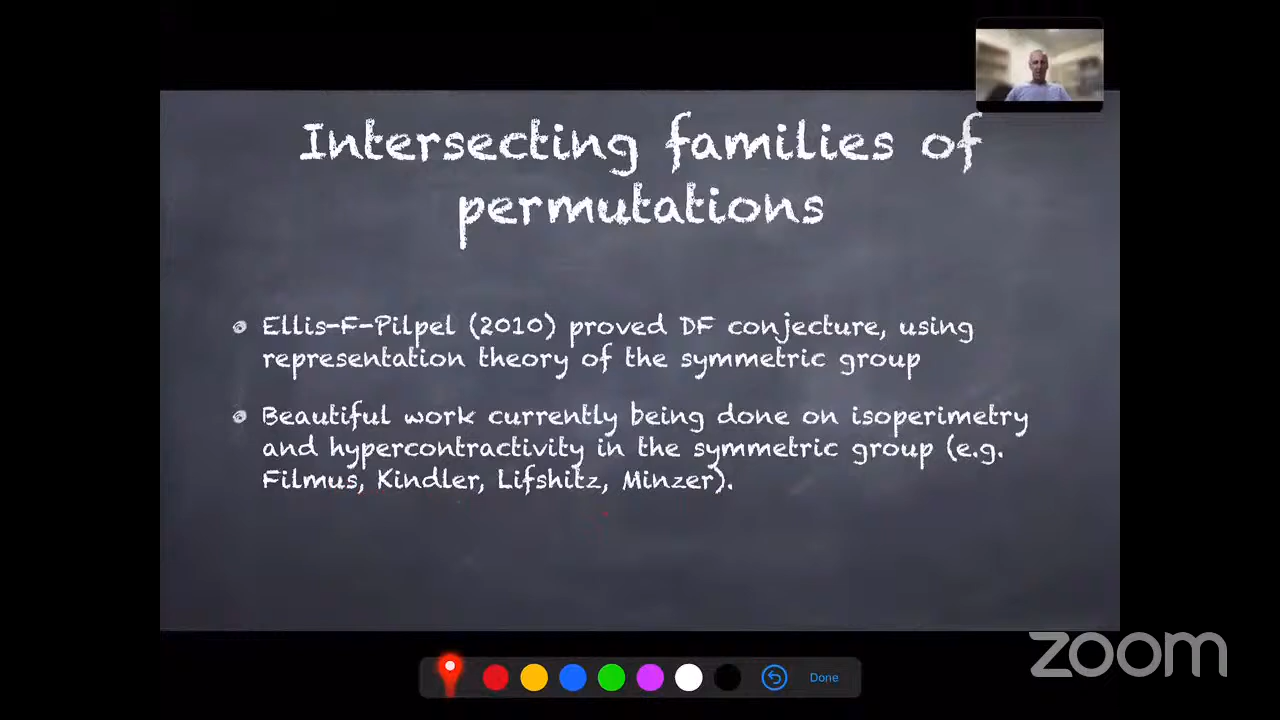 Intersecting families of
permutations
Ellis-F-Pilpel (2010) proved DF conjecture, using
representation theory of the symmetric group
Beautiful work currently being done on isoperimetry
and hypercontractivity in the symmetric group (e.g.
Filmus, Kindler, Lifshitz, Minzer).
zoom
Done